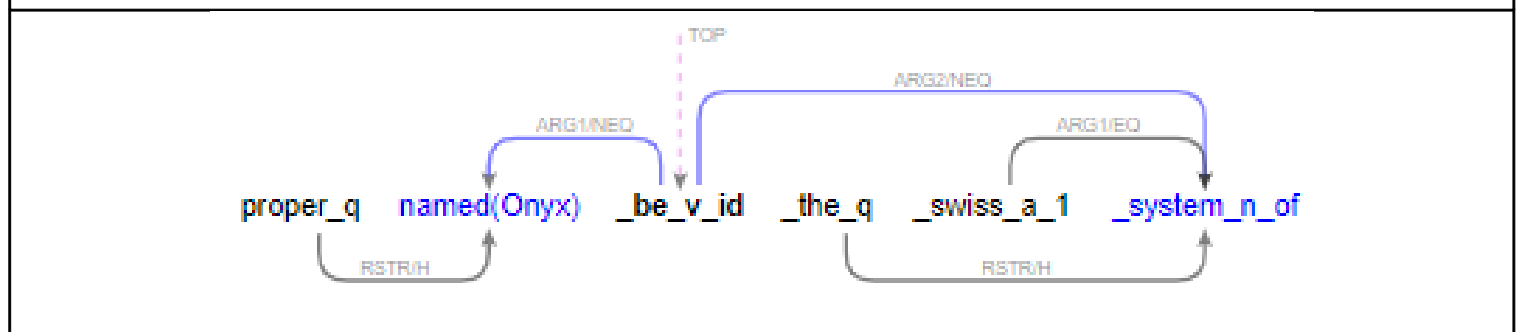 TOP
ARG2/NEQ
ARG1/NEQ ARG1/EQ
proper_q named(Onyx) _be_v_id _the_q _swiss_a_1 _system_n_of
RSTR/H RSTR/H